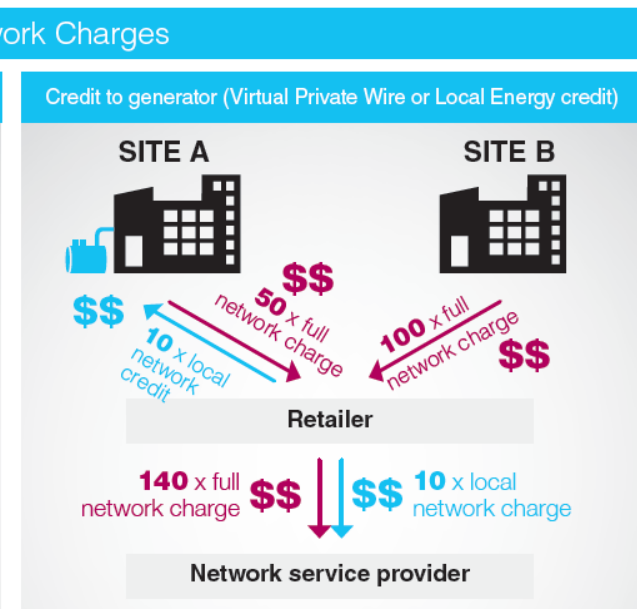 ork Charges
Credit to generator (Virtual Private Wire or Local Energy credit)
SITE A
SITE B
$$
$$
50 x full
network charge
10 x local
network
credit
100 x full
network charge
$$
Retailer
140 x full
network charge
$$
$$
10 x local
network charge
Network service provider